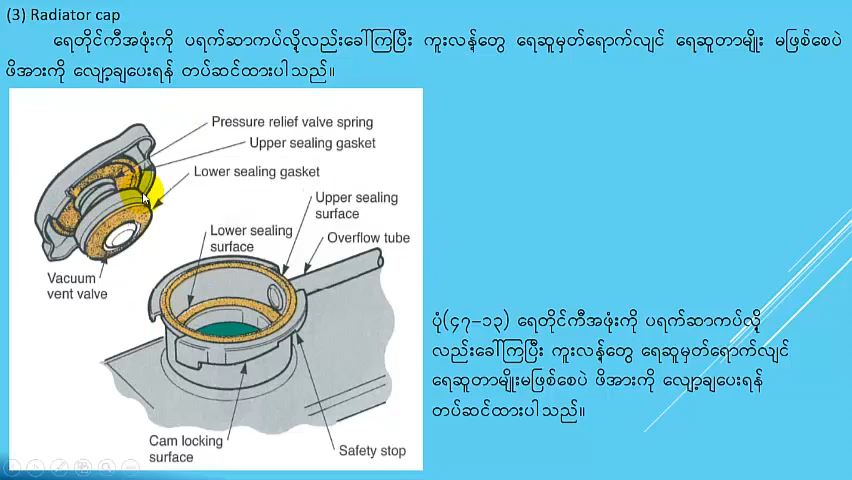 (3) Radiator cap
ရေတိုင်ကီအဖုံးကို ပရက်ဆာကပ်လို့လည်းခေါ်ကြပြီး ကူးလန့်တွေ ရေဆူမှတ်ရောက်လျင် ရေဆူတာမျိုး မဖြစ်စေပဲ
ဖိအားကို လျော့ချပေးရန် တပ်ဆင်ထားပါသည်။
Pressure relief valve spring
Upper sealing gasket
Lower sealing gasket
Upper sealing
surface
Lower sealing
surface
Overflow tube
Vacuum
vent valve
ပုံ(၄၇–၁၃) ရေတိုင်ကီအဖုံးကို ပရက်ဆာကပ်လို့
လည်းခေါ်ကြပြီး ကူးလန့်တွေ ရေဆူမှတ်ရောက်လျင်
ရေဆူတာမျိုးမဖြစ်စေပဲ ဖိအားကို လျော့ချပေးရန်
တပ်ဆင်ထားပါသည်။
Cam locking
surface
Safety stop